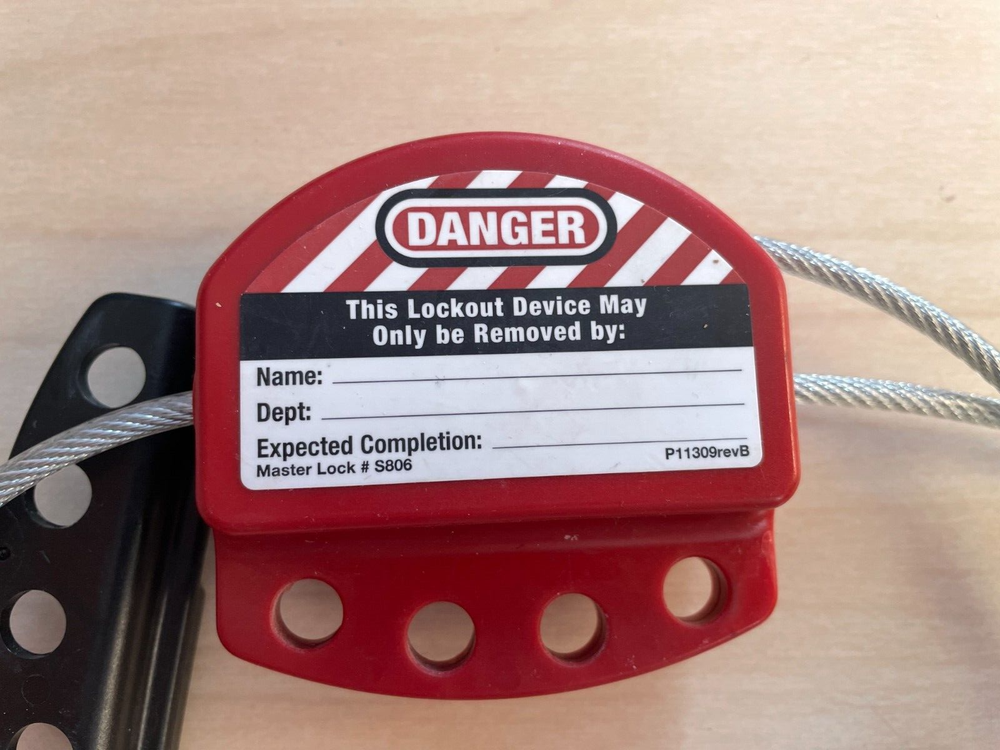 DANGER
This Lockout Device May
Only be Removed by:
Name:
Dept:
Expected Completion:
Master Lock # S806
P11309revB